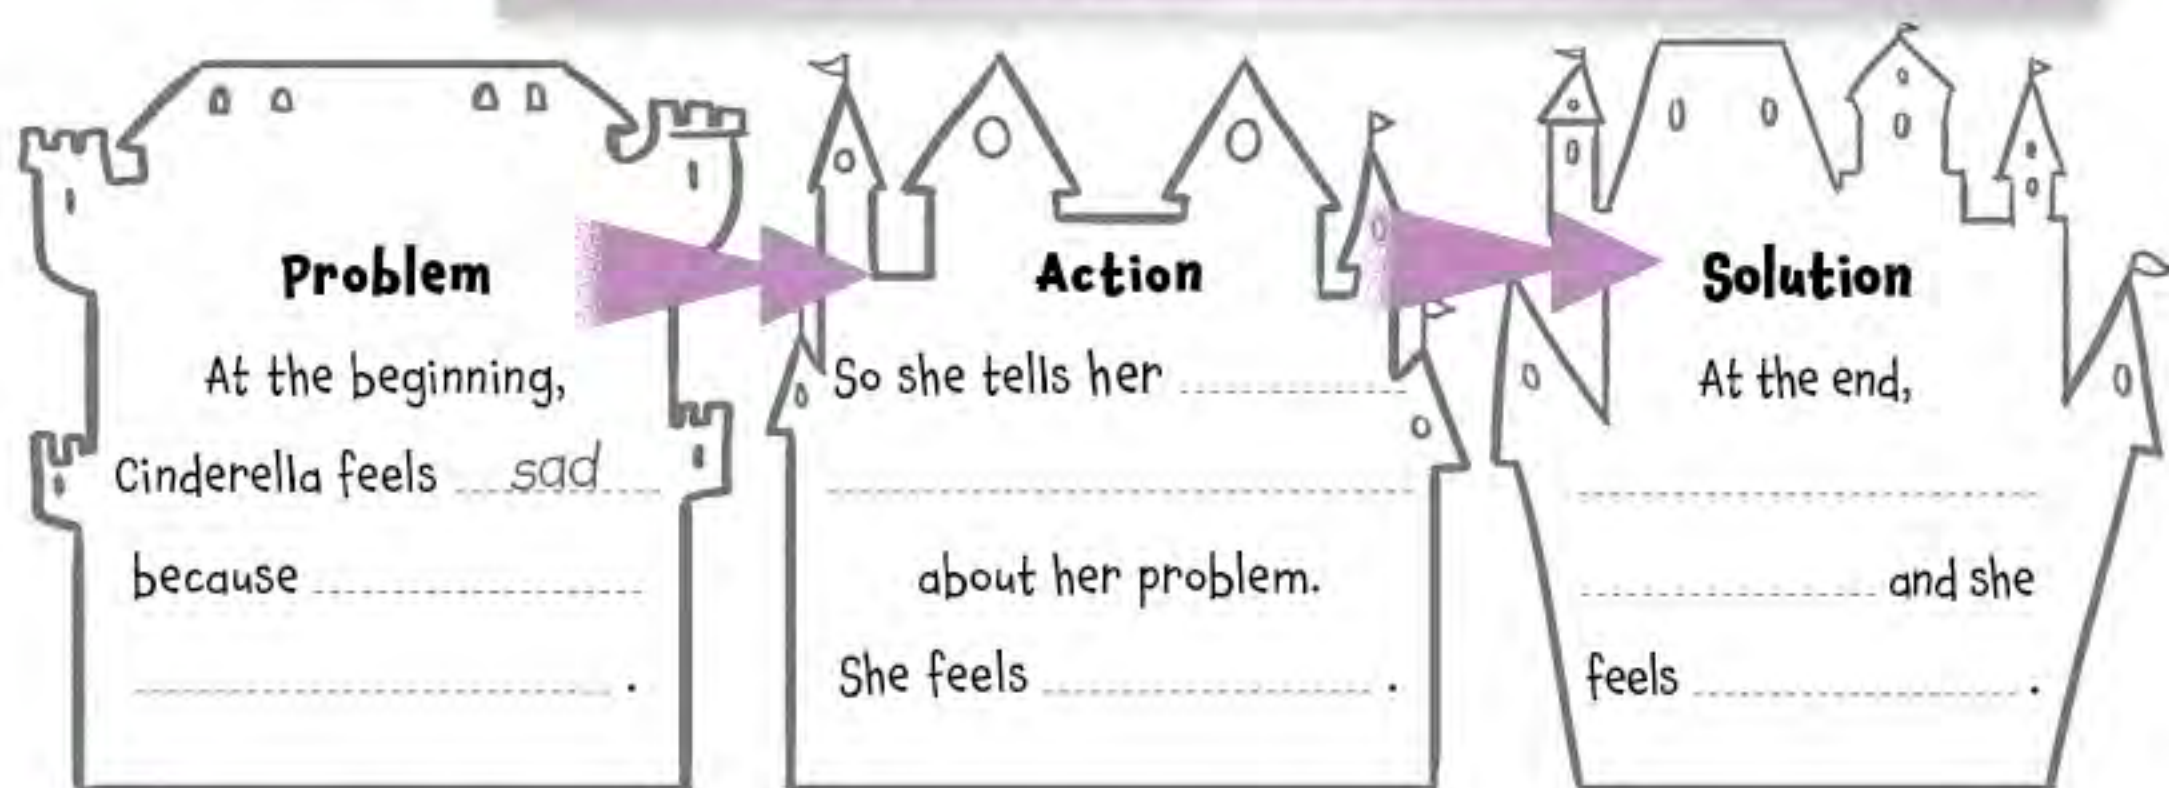 Problem
At the beginning,
Cinderella feels sad
because ....................
.................... .
Action
So she tells her ....................
....................
about her problem.
She feels .................... .
Solution
At the end,
....................
.................... and she
feels .................... .